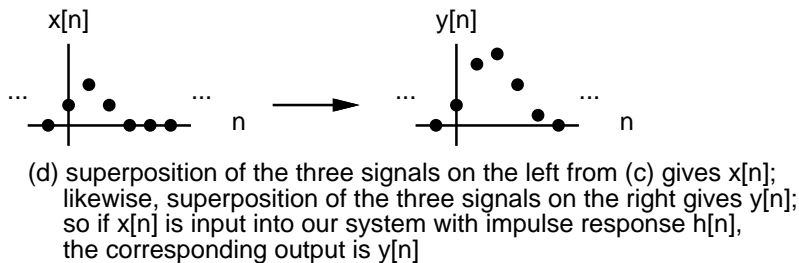 x[n] y[n]
... ... ... ...
n n
(d) superposition of the three signals on the left from (c) gives x[n];
likewise, superposition of the three signals on the right gives y[n];
so if x[n] is input into our system with impulse response h[n],
the corresponding output is y[n]